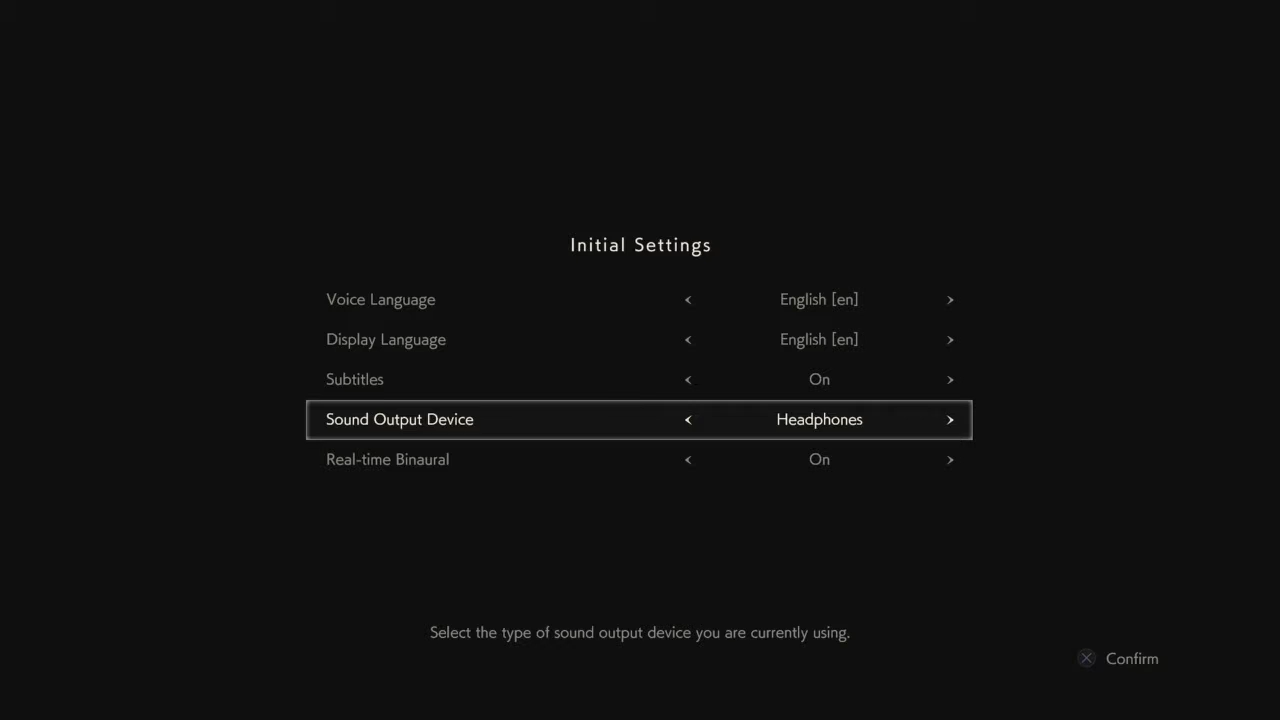 Initial Settings
Voice Language < English [en] >
Display Language < English [en] >
Subtitles < On >
Sound Output Device < Headphones >
Real-time Binaural < On >
Select the type of sound output device you are currently using.
Confirm